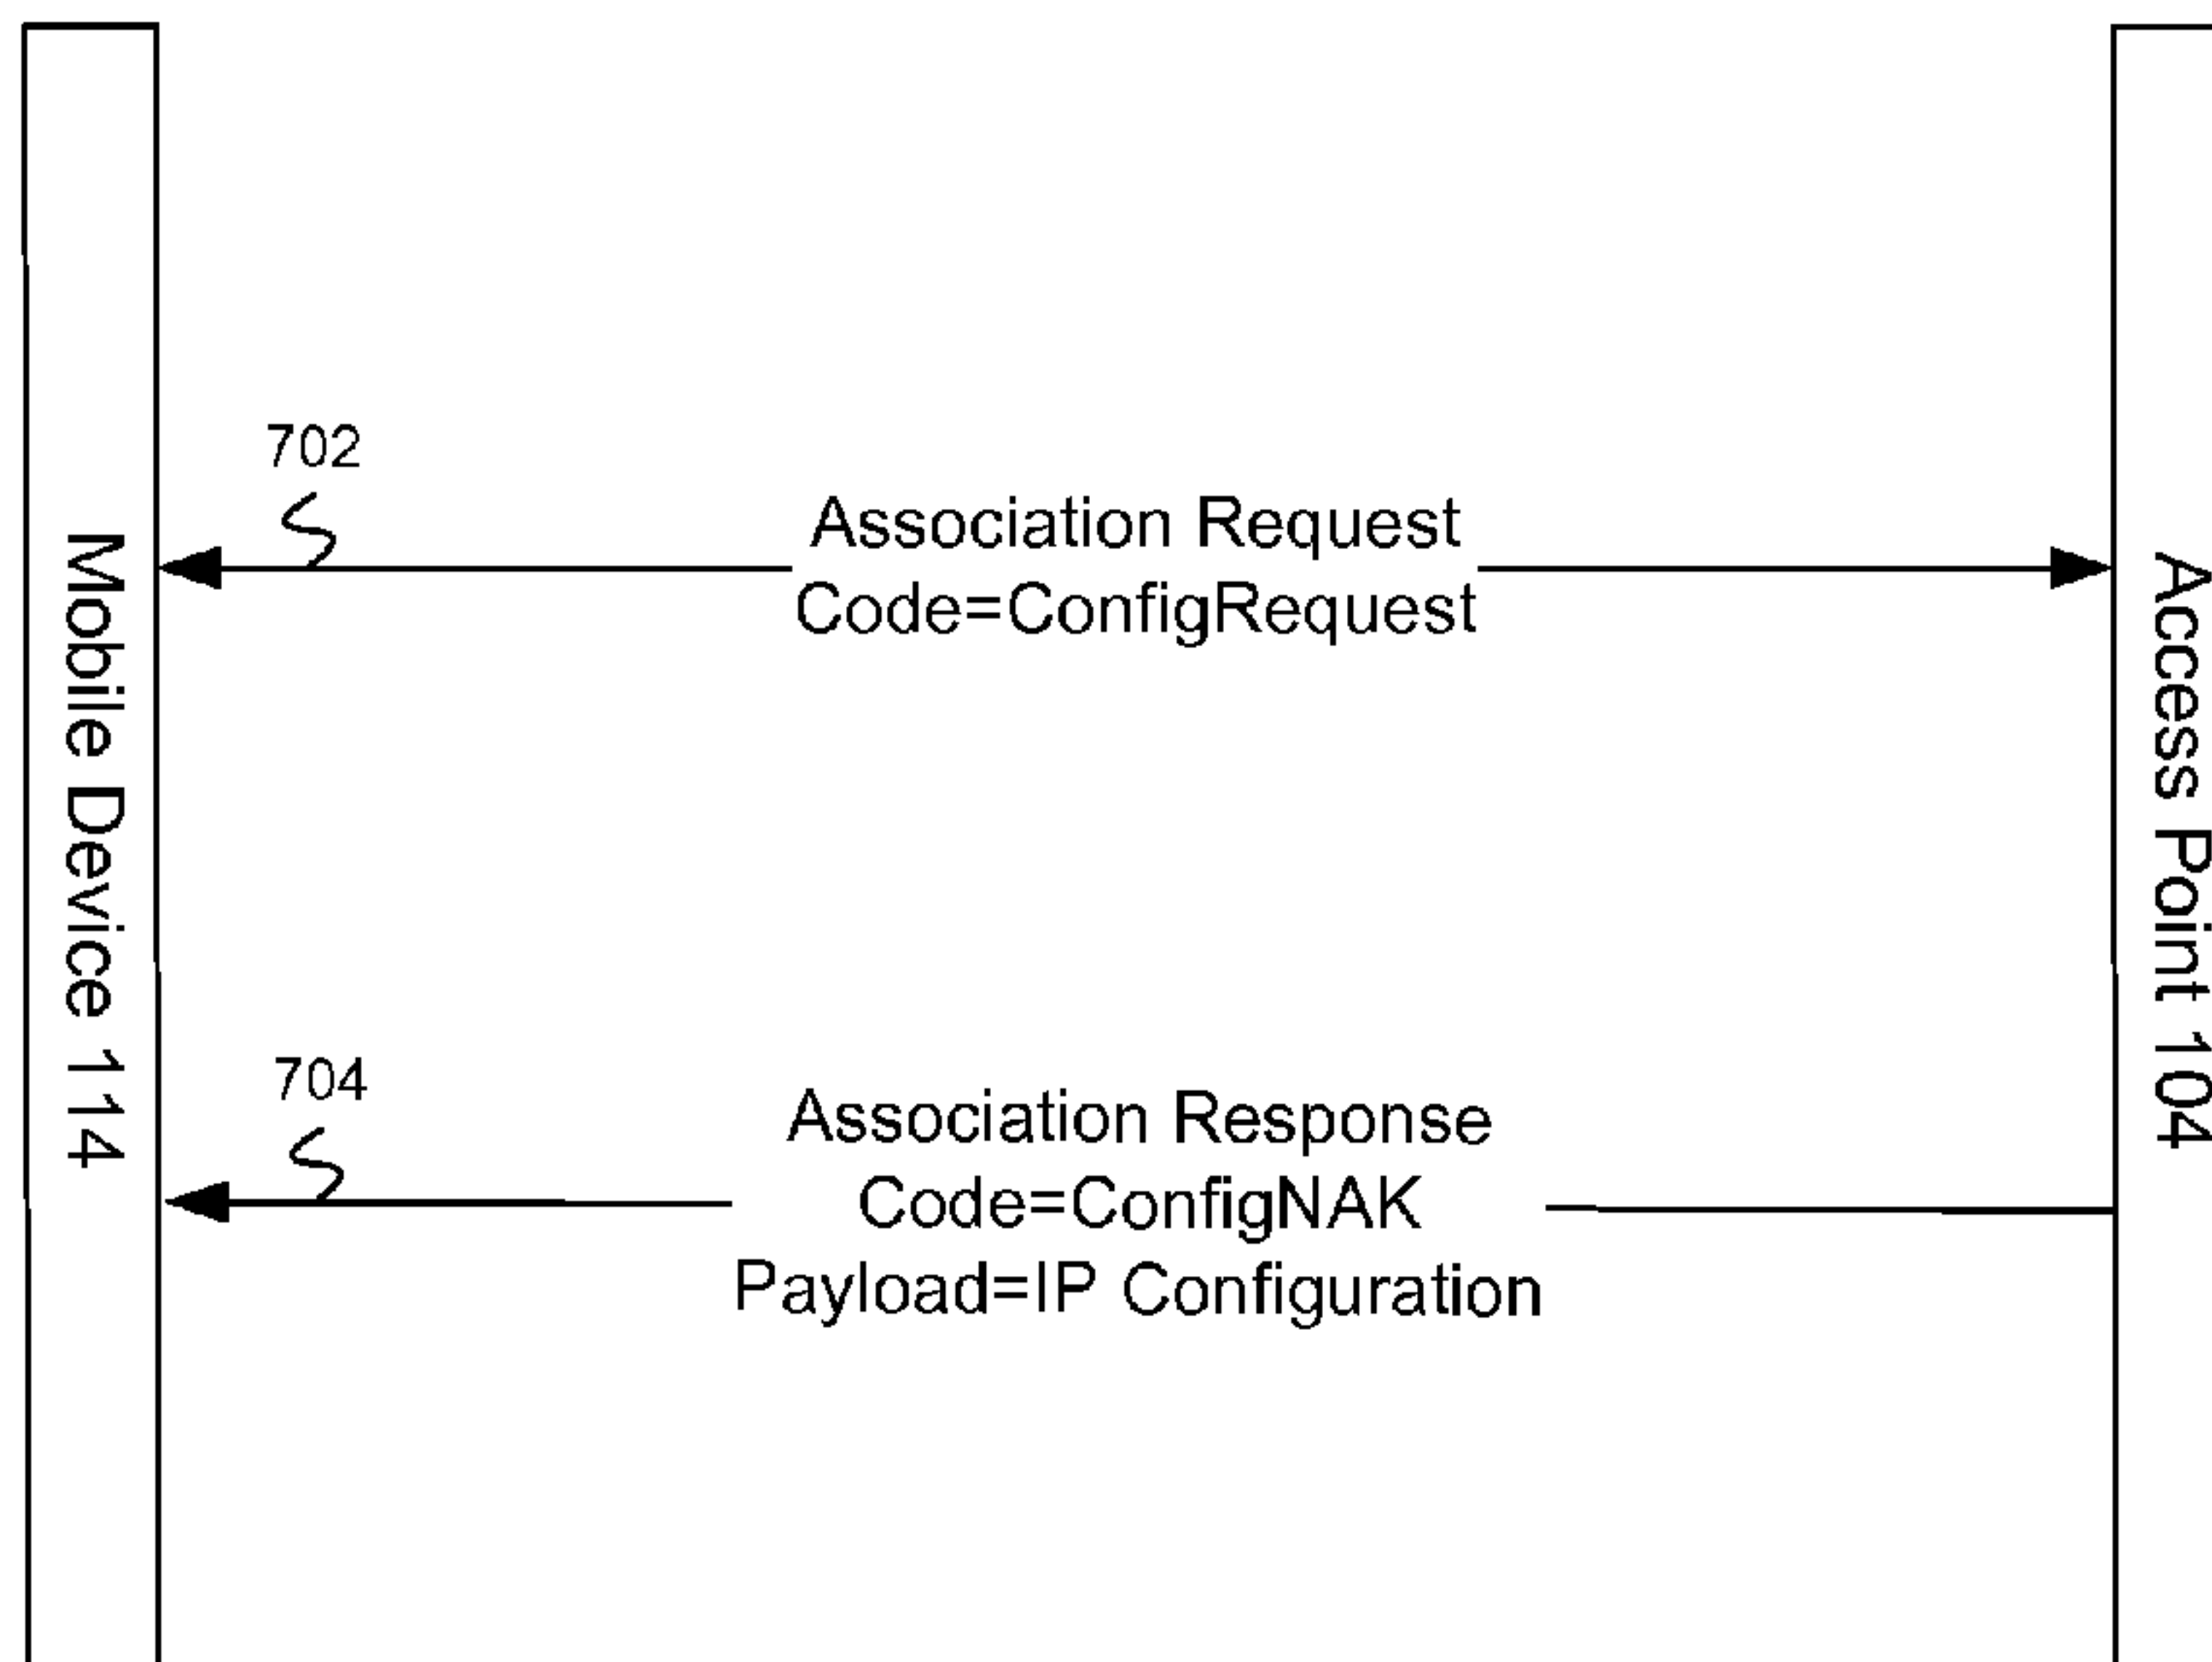 702
Association Request
Code=ConfigRequest
Mobile Device 114
Access Point 104
704
Association Response
Code=ConfigNAK
Payload=IP Configuration